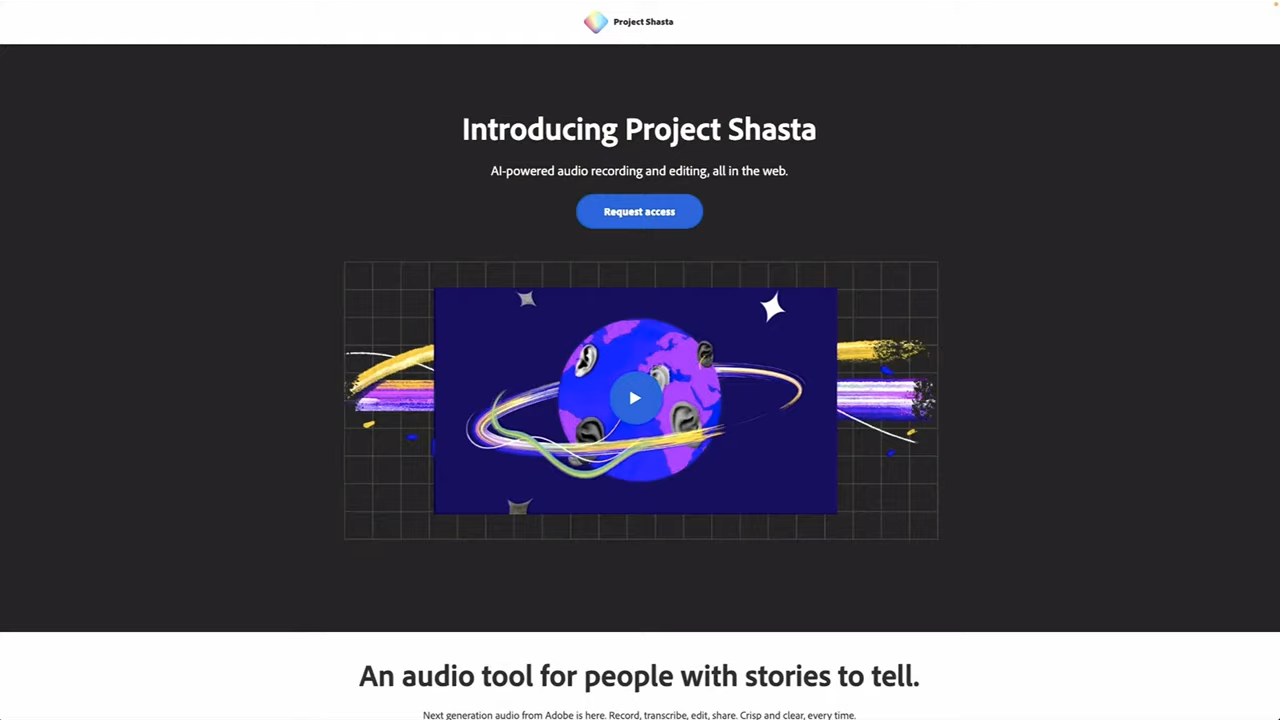 Project Shasta
Introducing Project Shasta
AI-powered audio recording and editing, all in the web.
Request access
An audio tool for people with stories to tell.
Next generation audio from Adobe is here. Record, transcribe, edit, share. Crisp and clear, every time.